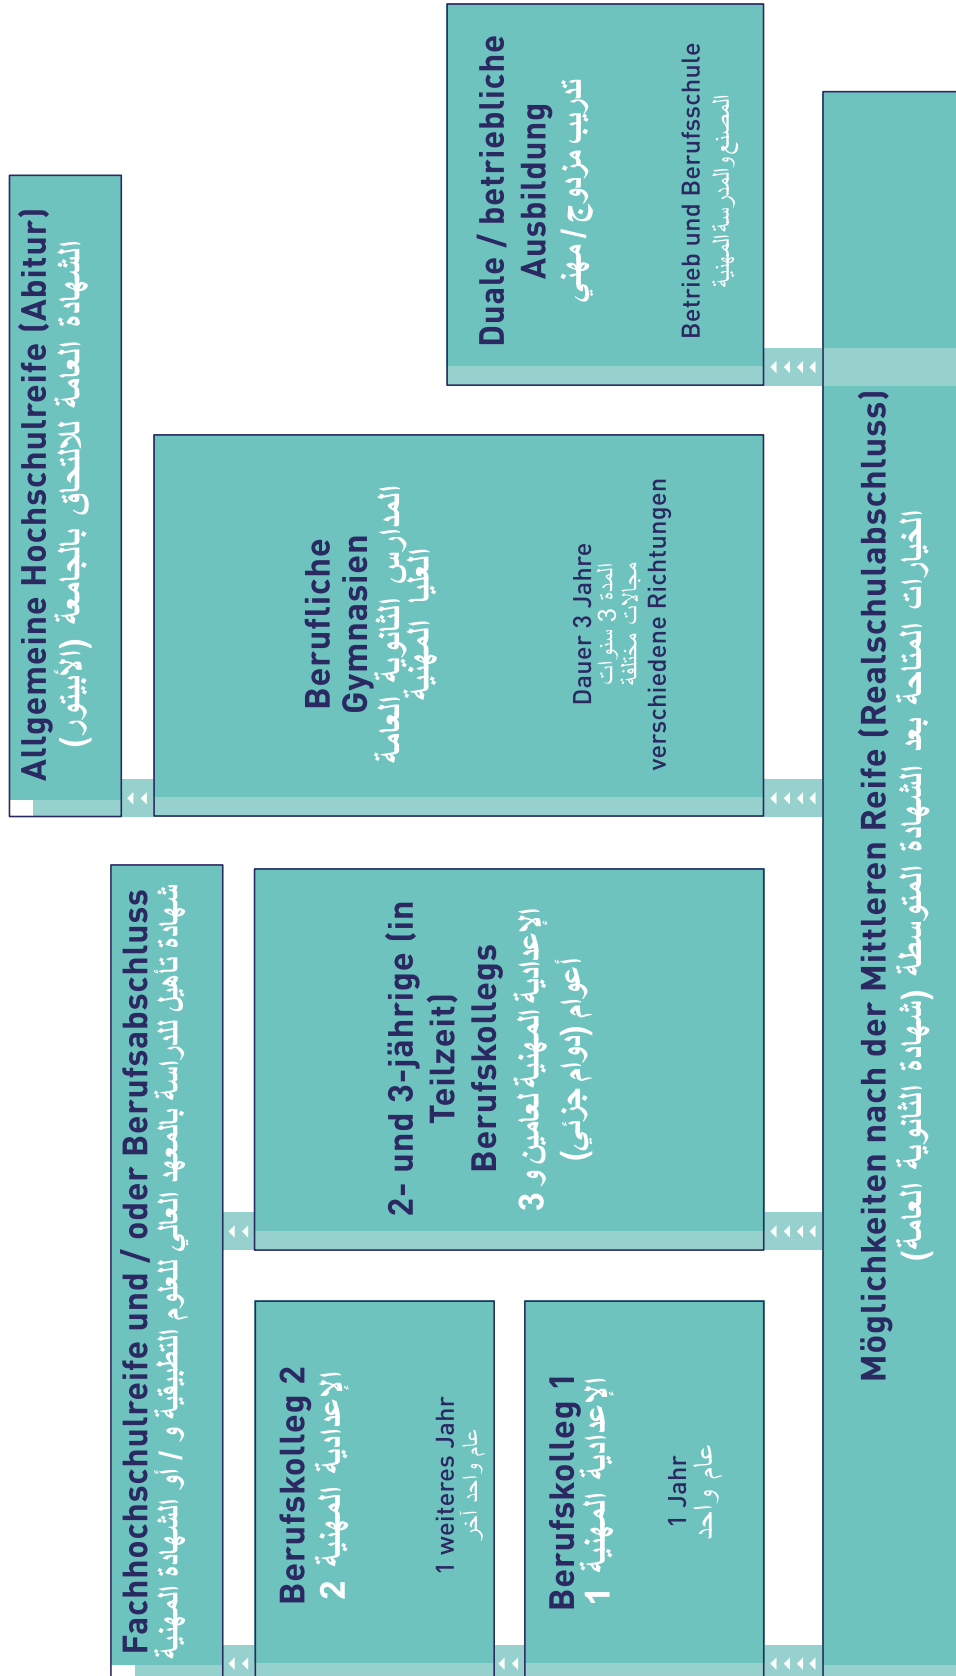 Allgemeine Hochschulreife (Abitur)
الشهادة العامة للالتحاق بالجامعة (الأبيتور)
Fachhochschulreife und / oder Berufsabschluss
شهادة تأهيل للدراسة بالمعهد العالي للعلوم التطبيقية و / أو الشهادة المهنية
Berufskolleg 2
الإعدادية المهنية 2
1 weiteres Jahr
عام واحد آخر
Berufskolleg 1
الإعدادية المهنية 1
1 Jahr
عام واحد
2- und 3-jährige (in
Teilzeit)
Berufskollegs
الإعدادية المهنية لعامين و 3
أعوام (دوام جزئي)
Berufliche
Gymnasien
المدارس الثانوية العامة
العليا المهنية
Dauer 3 Jahre
المدة 3 سنوات
مجالات مختلفة
verschiedene Richtungen
Duale / betriebliche
Ausbildung
تدريب مزدوج / مهني
Betrieb und Berufsschule
المصنع والمدرسة المهنية
Möglichkeiten nach der Mittleren Reife (Realschulabschluss)
الخيارات المتاحة بعد الشهادة المتوسطة (شهادة الثانوية العامة)